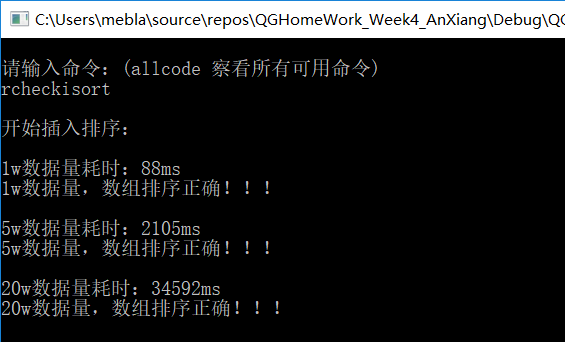 C:\Users\mebla\source\repos\QGHomeWork_Week4_AnXiang\Debug\QG
请输入命令：(allcode 察看所有可用命令)
rcheckisort
开始插入排序：
1w数据量耗时：88ms
1w数据量，数组排序正确！！！
5w数据量耗时：2105ms
5w数据量，数组排序正确！！！
20w数据量耗时：34592ms
20w数据量，数组排序正确！！！